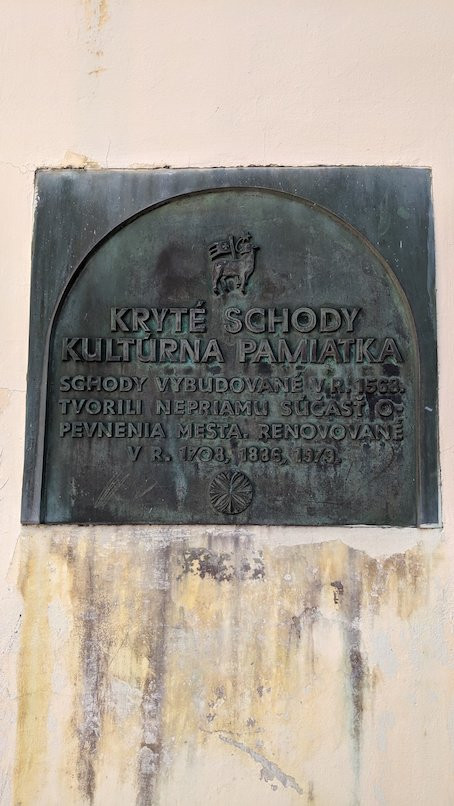 KRYTÉ SCHODY
KULTÚRNA PAMIATKA
SCHODY VYBUDOVANÉ V R. 1563.
TVORILI NEPRIAMU SÚČASŤ O-
PEVNENIA MESTA. RENOVOVANÉ
V R. 1708, 1836, 1973.